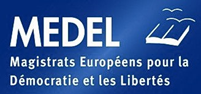 MEDEL
Magistrats Européens pour la
Démocratie et les Libertés